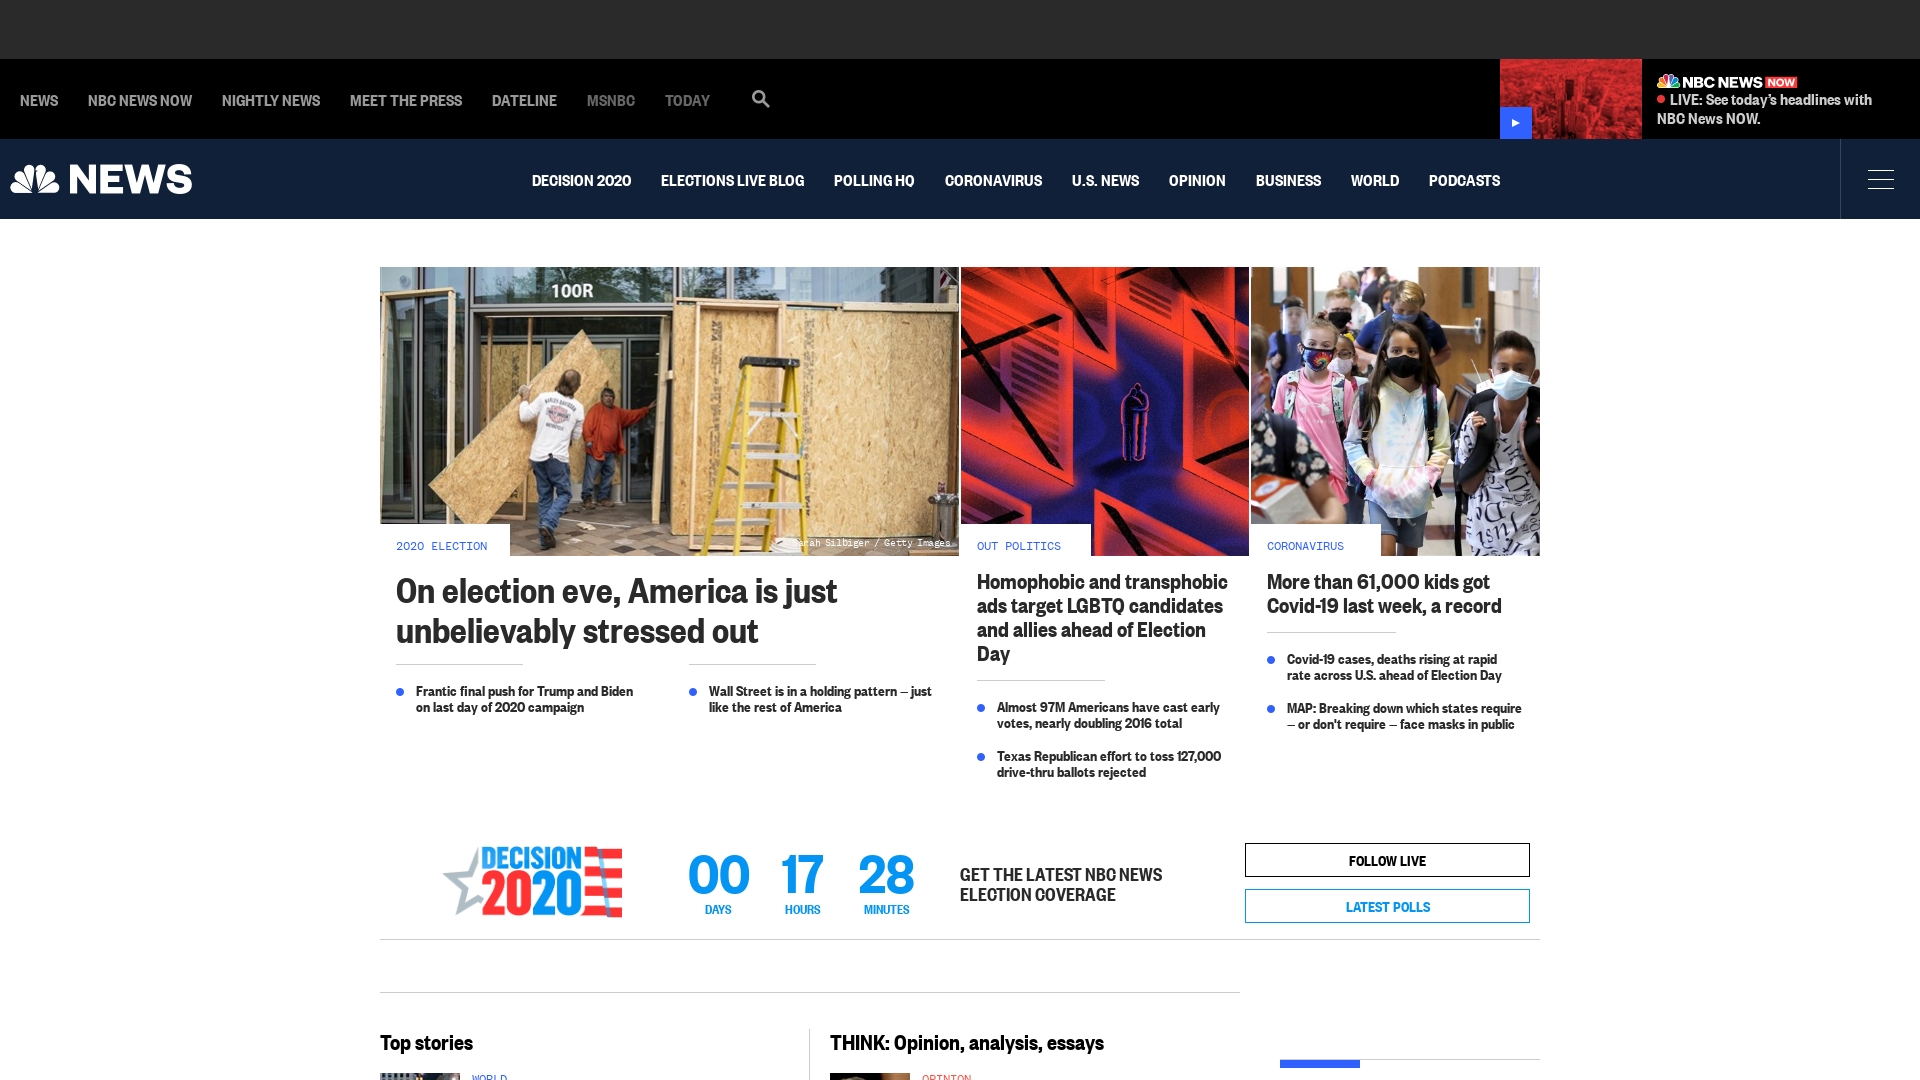 NEWS
NBC NEWS NOW
NIGHTLY NEWS
MEET THE PRESS
DATELINE
MSNBC
TODAY
NBC NEWS NOW
LIVE: See today's headlines with
NBC News NOW.
NEWS
DECISION 2020
ELECTIONS LIVE BLOG
POLLING HQ
CORONAVIRUS
U.S. NEWS
OPINION
BUSINESS
WORLD
PODCASTS
100R
Sarah Silbiger / Getty Images
2020 ELECTION
On election eve, America is just
unbelievably stressed out
Frantic final push for Trump and Biden
on last day of 2020 campaign
Wall Street is in a holding pattern — just
like the rest of America
OUT POLITICS
Homophobic and transphobic
ads target LGBTQ candidates
and allies ahead of Election
Day
Almost 97M Americans have cast early
votes, nearly doubling 2016 total
Texas Republican effort to toss 127,000
drive-thru ballots rejected
CORONAVIRUS
More than 61,000 kids got
Covid-19 last week, a record
Covid-19 cases, deaths rising at rapid
rate across U.S. ahead of Election Day
MAP: Breaking down which states require
— or don't require — face masks in public
DECISION
2020
00
DAYS
17
HOURS
28
MINUTES
GET THE LATEST NBC NEWS
ELECTION COVERAGE
FOLLOW LIVE
LATEST POLLS
Top stories
WORLD
THINK: Opinion, analysis, essays
OPINION